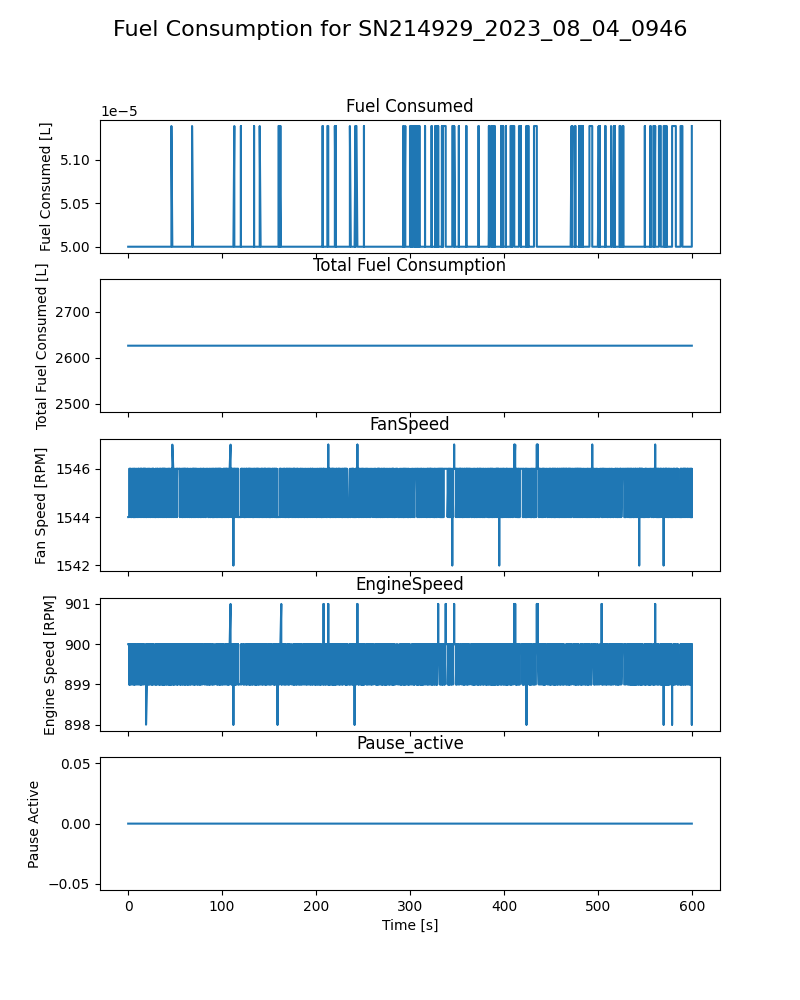 Fuel Consumption for SN214929_2023_08_04_0946
1e−5
Fuel Consumed
Fuel Consumed [L]
5.10
5.05
5.00
Total Fuel Consumption
Total Fuel Consumed [L]
2700
2600
2500
FanSpeed
Fan Speed [RPM]
1546
1544
1542
EngineSpeed
Engine Speed [RPM]
901
900
899
898
Pause_active
Pause Active
0.05
0.00
−0.05
0 100 200 300 400 500 600
Time [s]